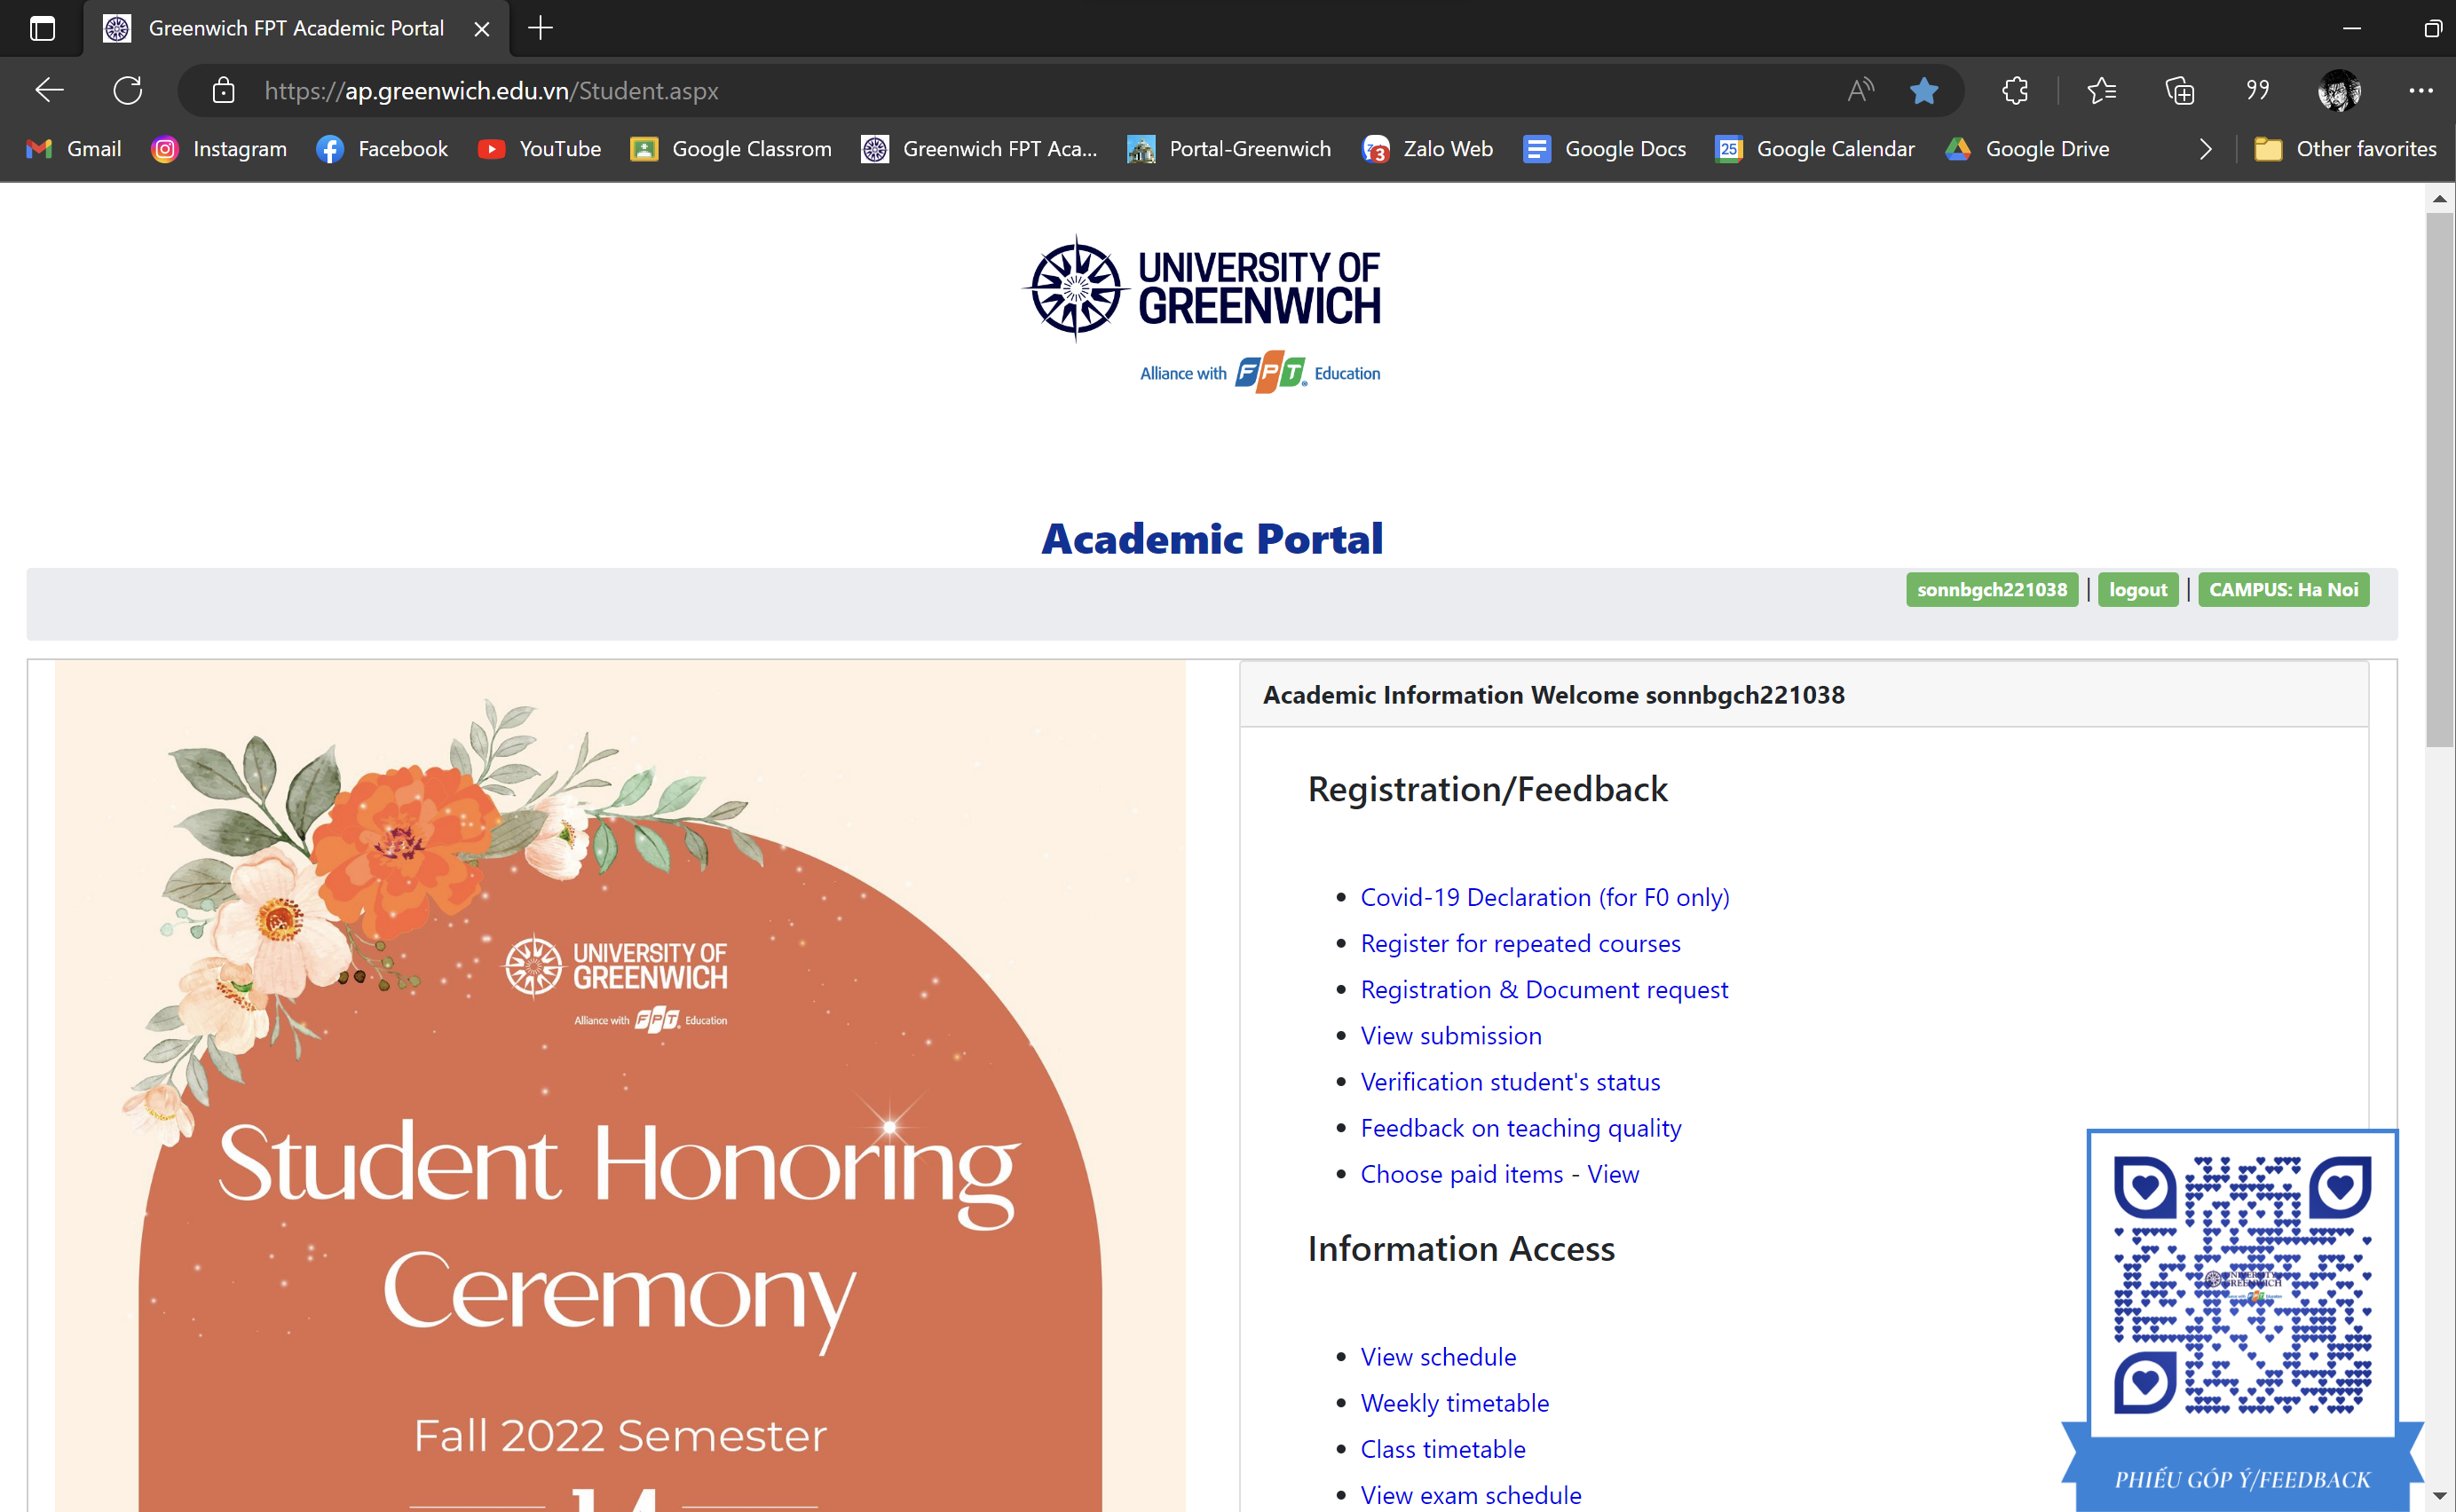 Greenwich FPT Academic Portal
https://ap.greenwich.edu.vn/Student.aspx
Gmail Instagram Facebook YouTube Google Classrom Greenwich FPT Aca... Portal-Greenwich Zalo Web Google Docs Google Calendar Google Drive Other favorites
UNIVERSITY OF
GREENWICH
Alliance with FPT Education
Academic Portal
sonnbgch221038 | logout | CAMPUS: Ha Noi
UNIVERSITY OF
GREENWICH
Alliance with FPT Education
Student Honoring
Ceremony
Fall 2022 Semester
14
Academic Information Welcome sonnbgch221038
Registration/Feedback
Covid-19 Declaration (for F0 only)
Register for repeated courses
Registration & Document request
View submission
Verification student's status
Feedback on teaching quality
Choose paid items - View
Information Access
View schedule
Weekly timetable
Class timetable
View exam schedule
UNIVERSITY OF
GREENWICH
PHIẾU GÓP Ý/FEEDBACK